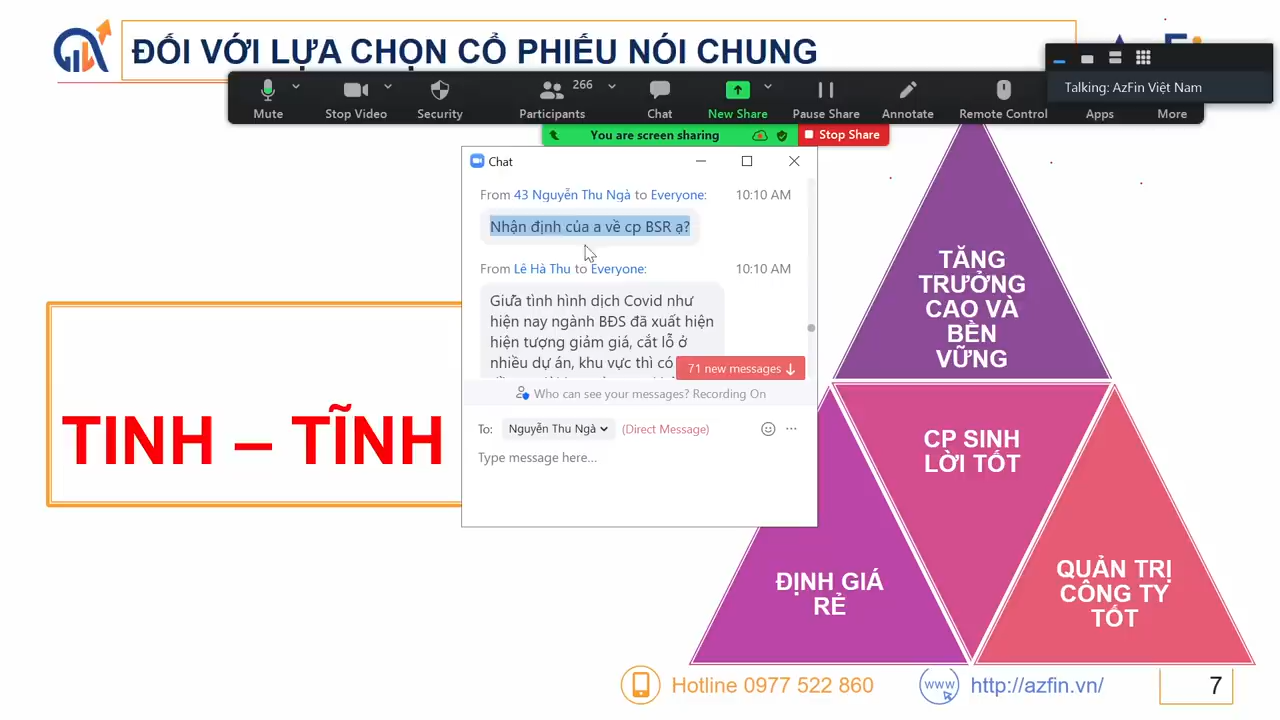 ĐỐI VỚI LỰA CHỌN CỔ PHIẾU NÓI CHUNG
Talking: AzFin Việt Nam
266
Mute
Stop Video
Security
Participants
Chat
New Share
Pause Share
Annotate
Remote Control
Apps
More
You are screen sharing
Stop Share
Chat
From 43 Nguyễn Thu Ngà to Everyone:
10:10 AM
Nhận định của a về cp BSR ạ?
From Lê Hà Thu to Everyone:
10:10 AM
Giưã tình hình dịch Covid như
hiện nay ngành BĐS đã xuất hiện
hiện tượng giảm giá, cắt lỗ ở
nhiều dự án, khu vực thì có
71 new messages
Who can see your messages? Recording On
To: Nguyễn Thu Ngà (Direct Message)
Type message here...
TINH – TĨNH
TĂNG
TRƯỞNG
CAO VÀ
BỀN
VỮNG
CP SINH
LỜI TỐT
ĐỊNH GIÁ
RẺ
QUẢN TRỊ
CÔNG TY
TỐT
Hotline 0977 522 860
www
http://azfin.vn/
7